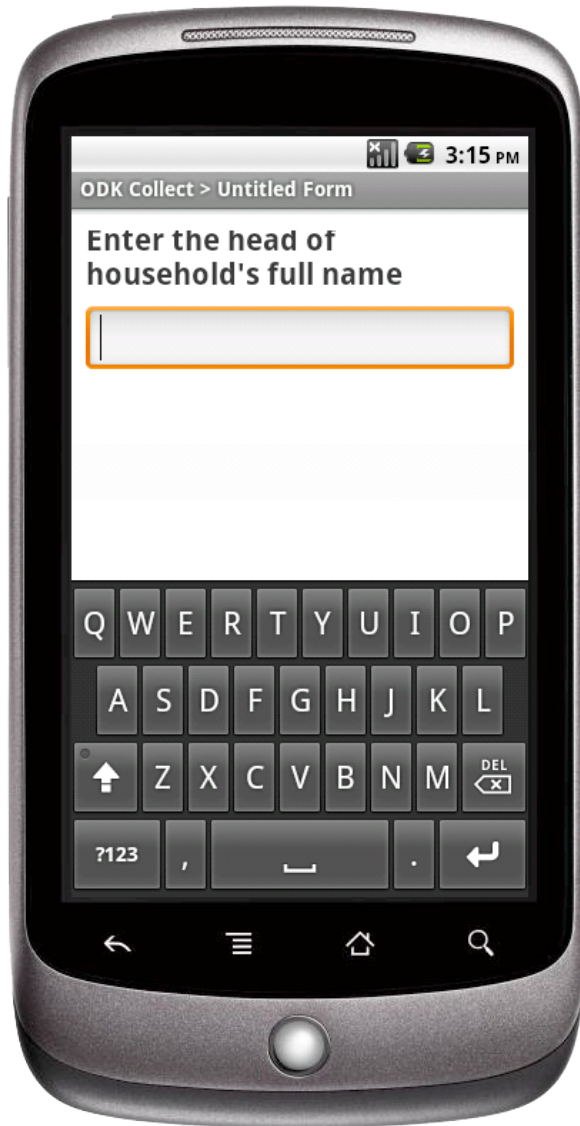 3:15 PM
ODK Collect > Untitled Form
Enter the head of
household's full name
Q W E R T Y U I O P
A S D F G H J K L
Z X C V B N M DEL
?123 , .